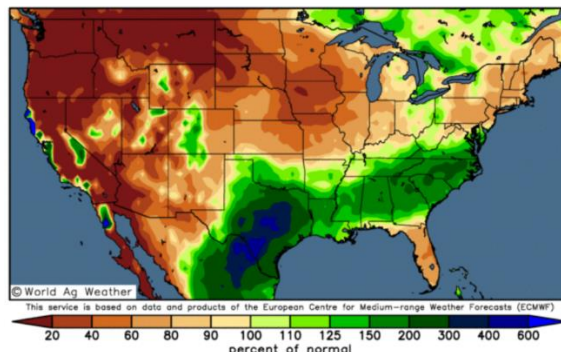 © World Ag Weather
This service is based on data and products of the European Centre for Medium-range Weather Forecasts (ECMWF)
20 40 60 80 90 100 110 125 150 200 300 400 600
percent of normal